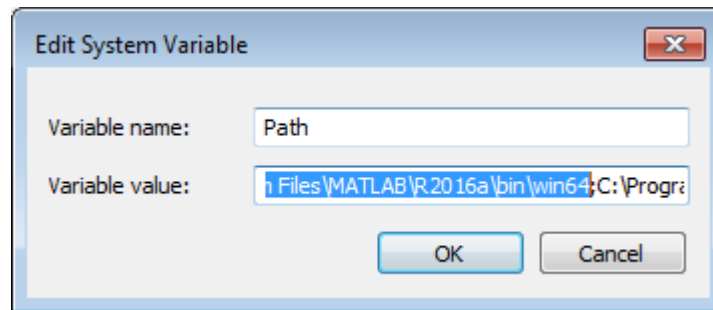 Edit System Variable
Variable name: Path
Variable value: n Files\MATLAB\R2016a\bin\win64;C:\Progra
OK Cancel